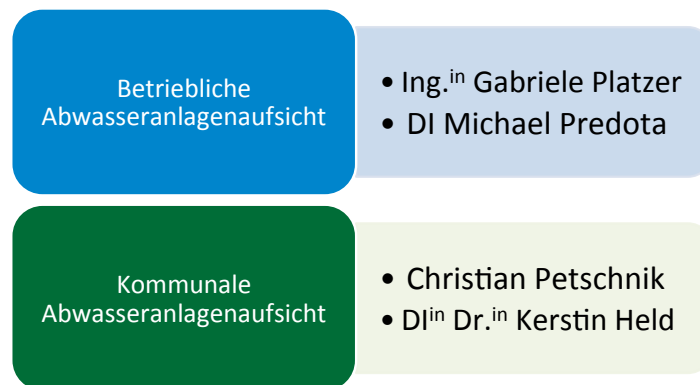 Betriebliche
Abwasseranlagenaufsicht
• Ing.in Gabriele Platzer
• DI Michael Predota
Kommunale
Abwasseranlagenaufsicht
• Christian Petschnik
• DIin Dr.in Kerstin Held